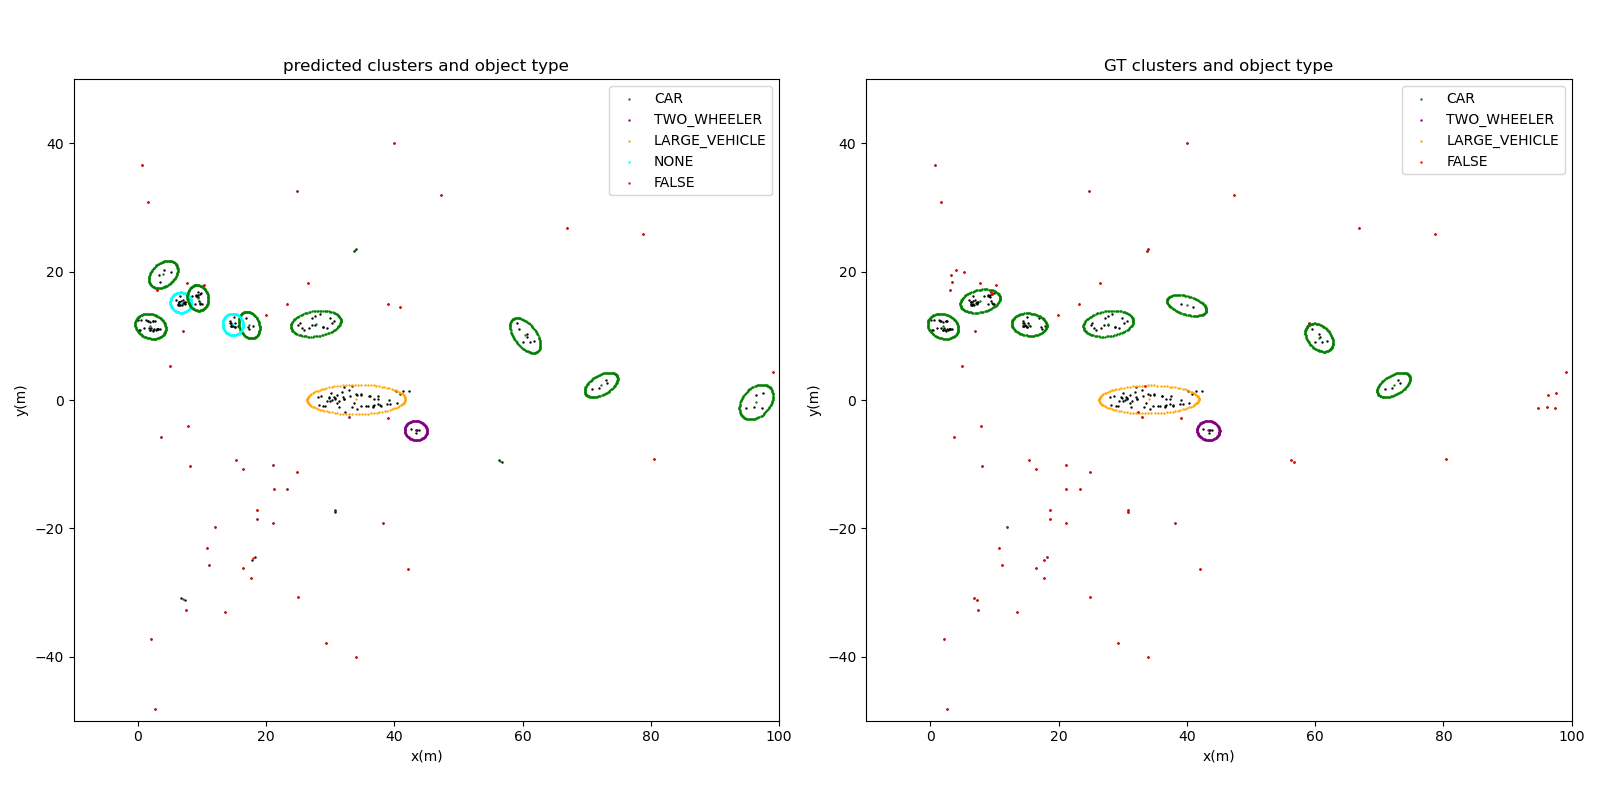 predicted clusters and object type
CAR
TWO_WHEELER
LARGE_VEHICLE
NONE
FALSE
40
20
0
−20
−40
y(m)
0
20
40
60
80
100
x(m)
GT clusters and object type
CAR
TWO_WHEELER
LARGE_VEHICLE
FALSE
40
20
0
−20
−40
y(m)
0
20
40
60
80
100
x(m)